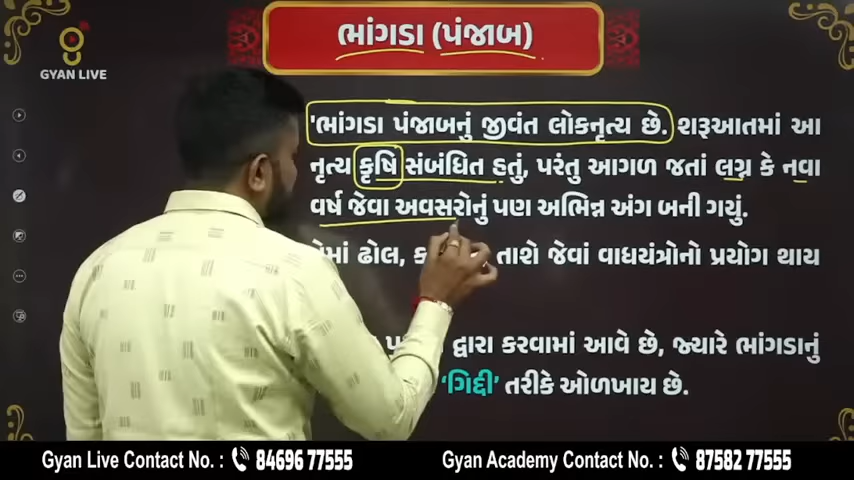 ભાંગડા (પંજાબ)
GYAN LIVE
'ભાંગડા પંજાબનું જીવંત લોકનૃત્ય છે. શરૂઆતમાં આ
નૃત્ય કૃષિ સંબંધિત હતું, પરંતુ આગળ જતાં લગ્ન કે નવા
વર્ષ જેવા અવસરોનું પણ અભિન્ન અંગ બની ગયું.
ઢોલ, તાશે જેવાં વાધયંત્રોનો પ્રયોગ થાય
દ્વારા કરવામાં આવે છે, જ્યારે ભાંગડાનું
‘ગિદ્દી’ તરીકે ઓળખાય છે.
Gyan Live Contact No. : 84696 77555
Gyan Academy Contact No. : 87582 77555